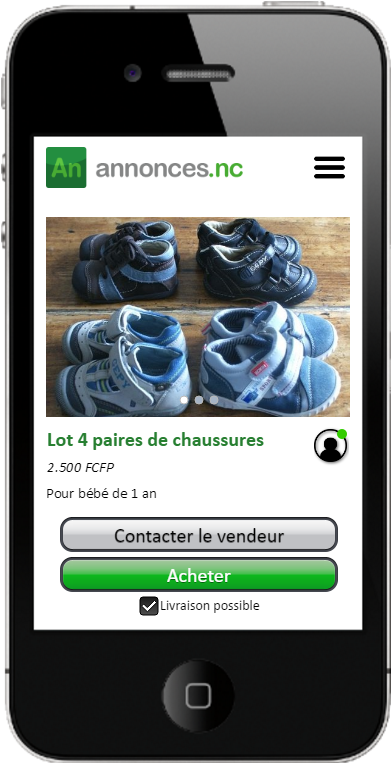 An annonces.nc
Lot 4 paires de chaussures
2.500 FCFP
Pour bébé de 1 an
Contacter le vendeur
Acheter
Livraison possible